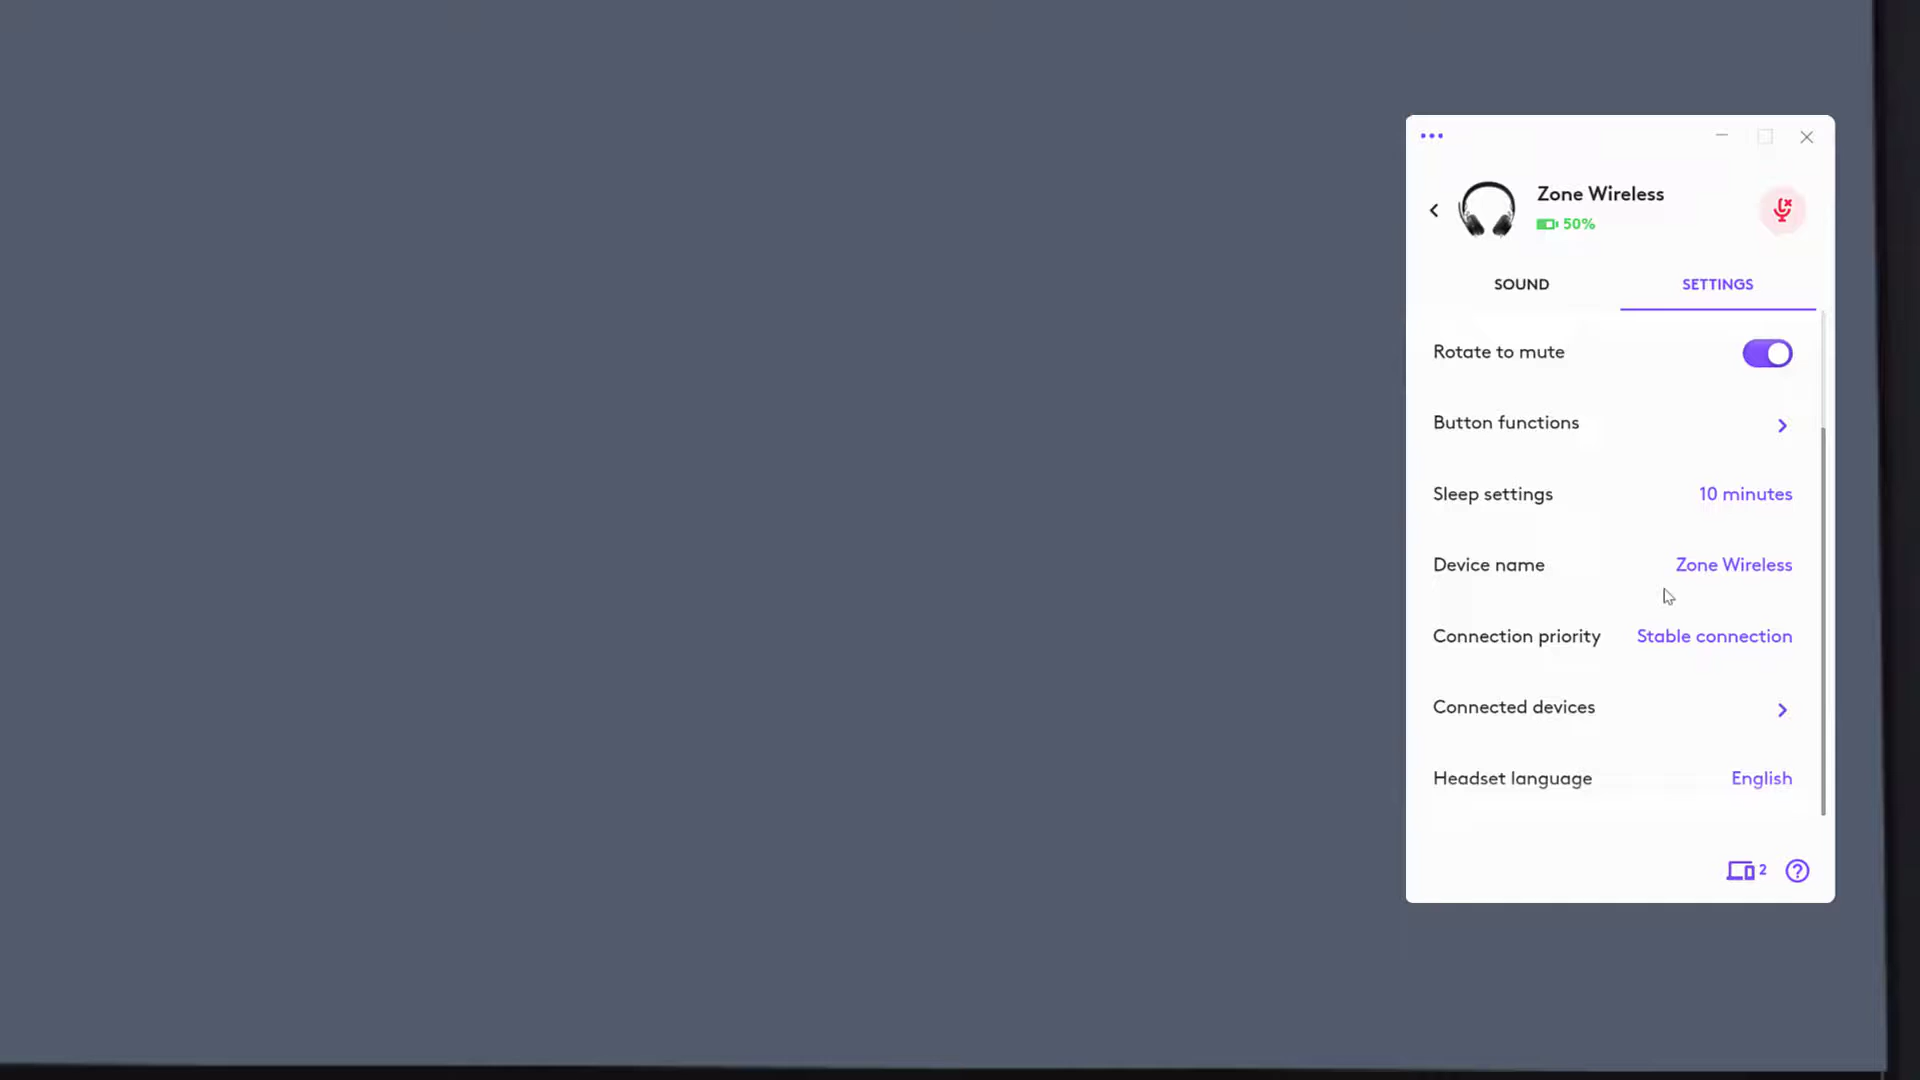 Zone Wireless
50%
SOUND SETTINGS
Rotate to mute
Button functions
Sleep settings 10 minutes
Device name Zone Wireless
Connection priority Stable connection
Connected devices
Headset language English
2